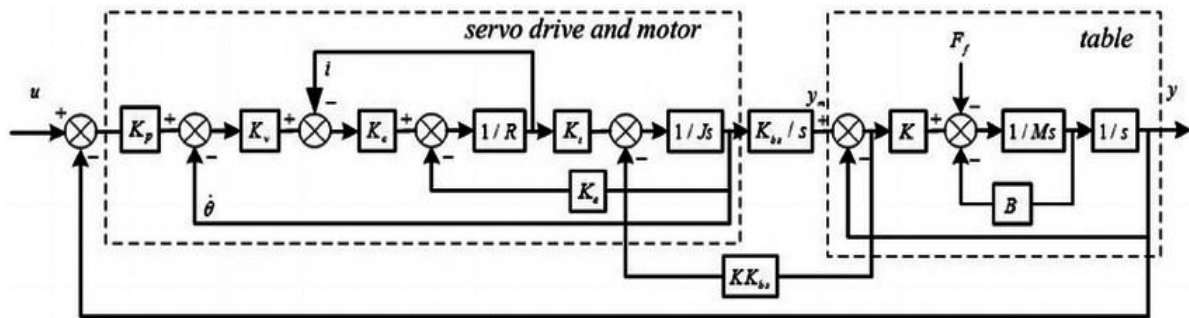 servo drive and motor
table
i
F_f
u
y_m
y
+
K_p
+
K_v
+
K_c
+
1/R
K_t
1/Js
K_bs/s
+
K
+
1/Ms
1/s
−
−
−
−
−
−
−
−
K_e
B
θ̇
KK_bs